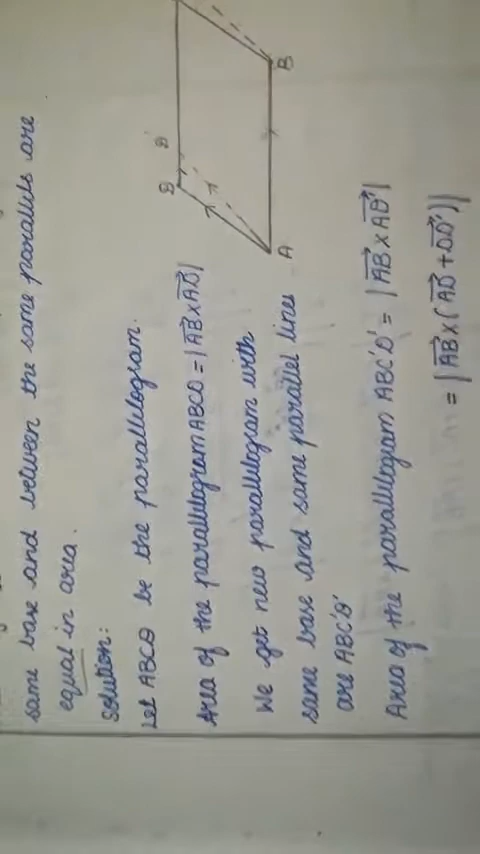 same base and between the same parallels are
equal in area.
Solution:
Let ABCD be the parallelogram.
Area of the parallelogram ABCD = |AB⃗ × AD⃗|
We get new parallelogram with
same base and same parallel lines
are ABC'D'
Area of the parallelogram ABC'D' = |AB⃗ × AD'⃗|
= |AB⃗ × (AD⃗ + DD'⃗)|
D D'
A B